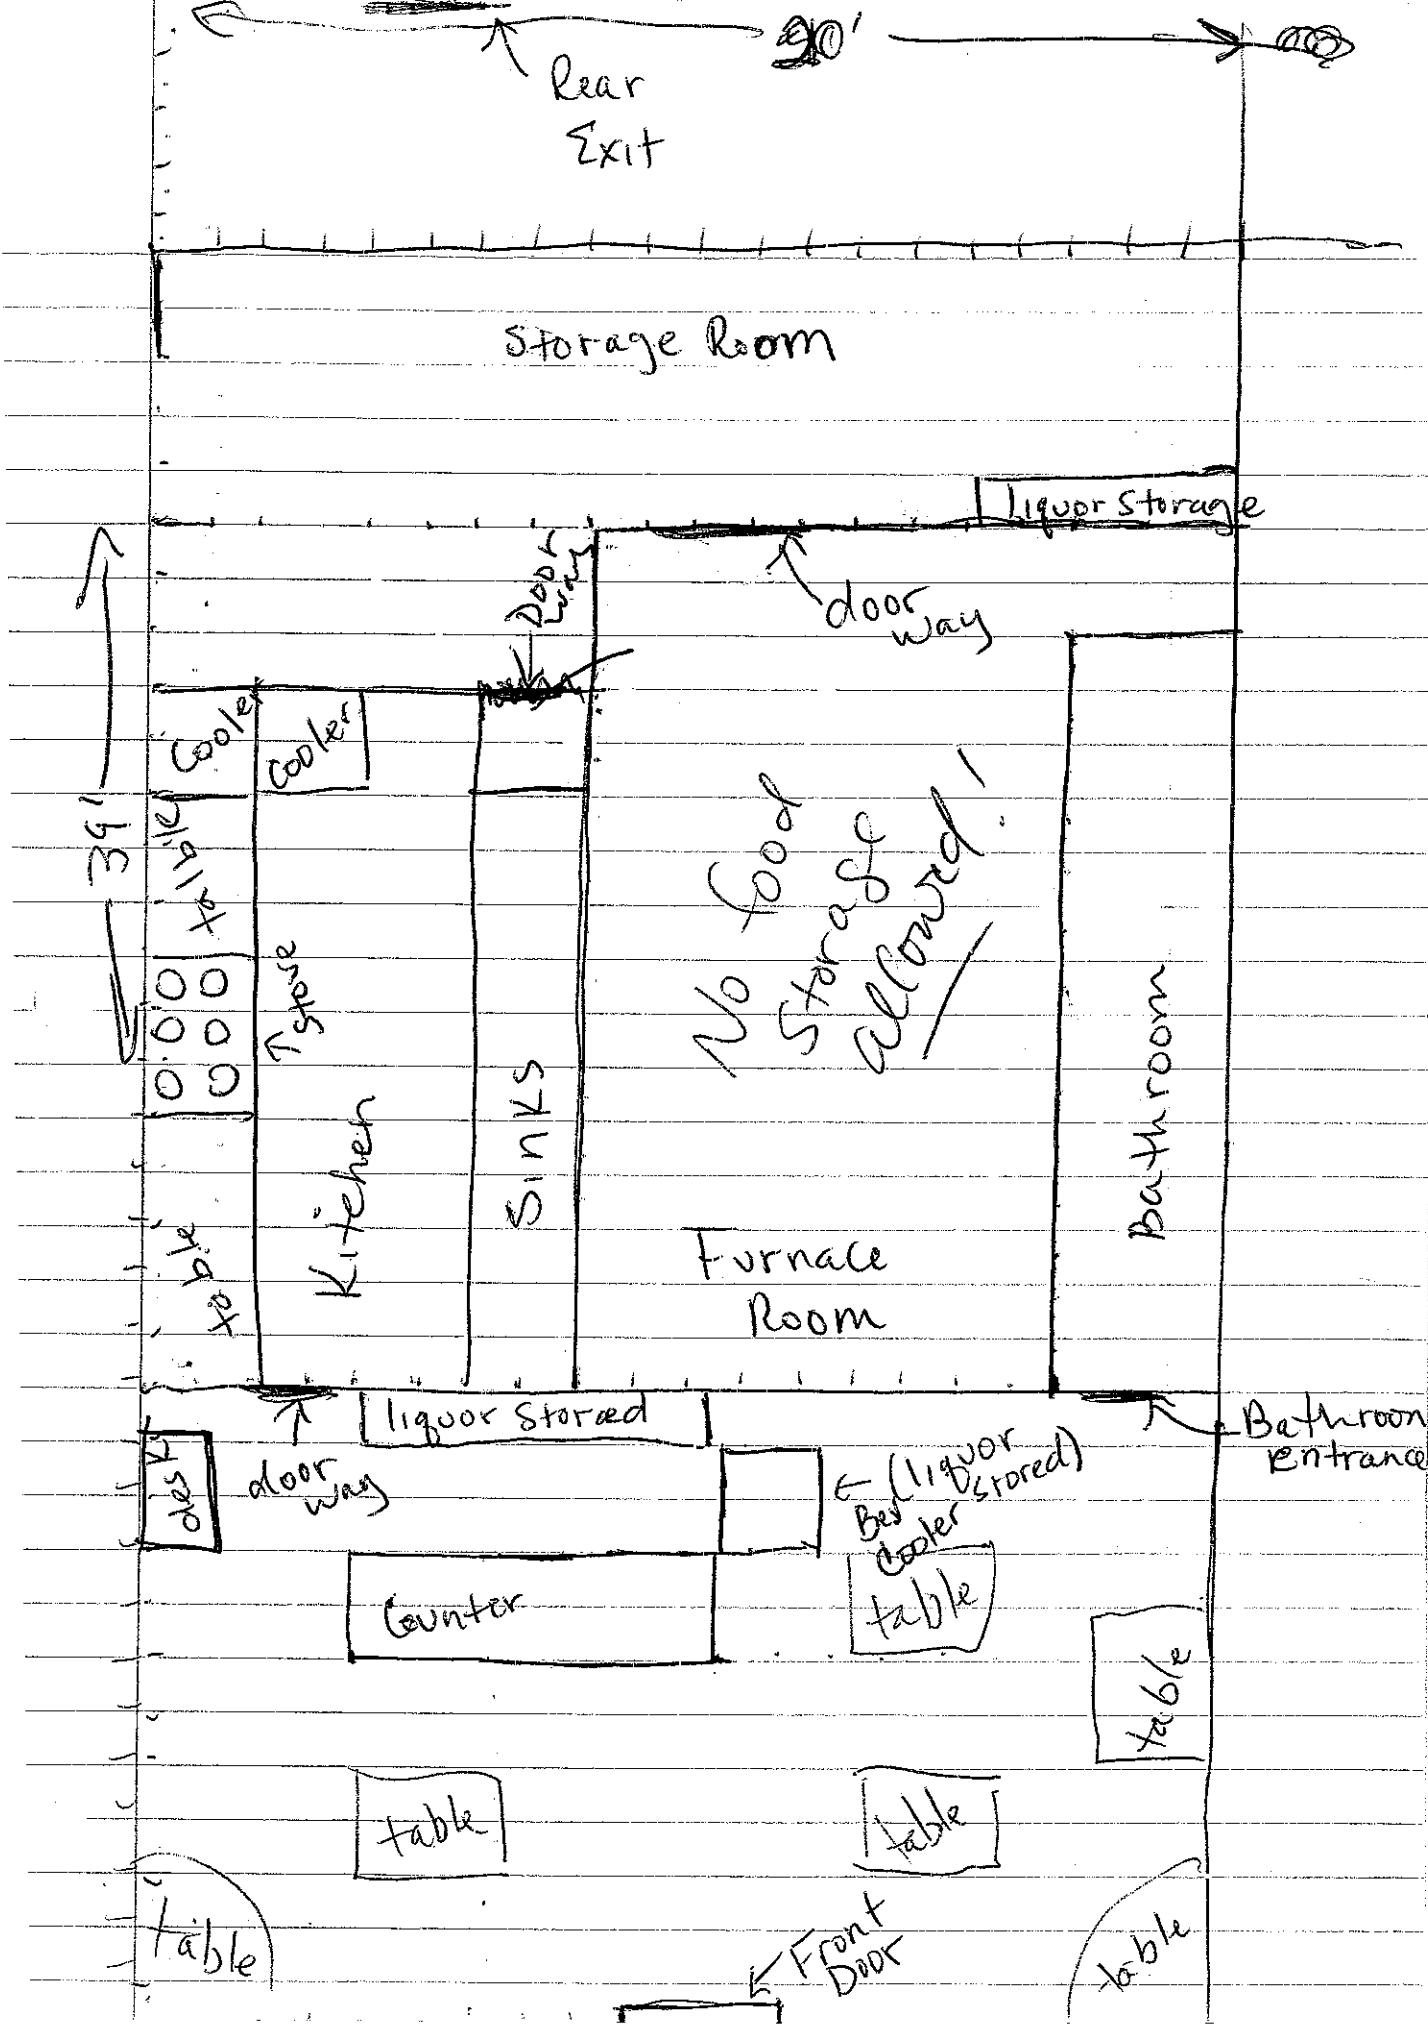 20'
Rear
Exit
Storage Room
liquor Storage
Door
way
door
way
Cooler
Cooler
39'
No food
Storage
allowed!
stove
Kitchen
Sinks
Bathroom
table
Furnace
Room
liquor stored
Bathroom
entrance
desk
door
way
(liquor
stored)
Bev
Cooler
Counter
table
table
table
table
table
table
Front
Door